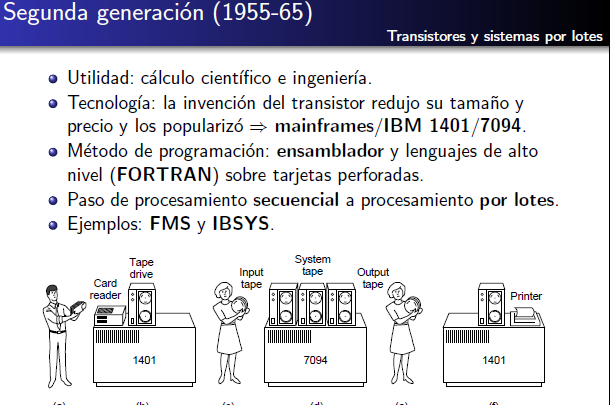 Segunda generación (1955-65)
Transistores y sistemas por lotes
Utilidad: cálculo científico e ingeniería.
Tecnología: la invención del transistor redujo su tamaño y
precio y los popularizó ⇒ mainframes/IBM 1401/7094.
Método de programación: ensamblador y lenguajes de alto
nivel (FORTRAN) sobre tarjetas perforadas.
Paso de procesamiento secuencial a procesamiento por lotes.
Ejemplos: FMS y IBSYS.
Card
reader
Tape
drive
Input
tape
System
tape
Output
tape
Printer
1401
7094
1401